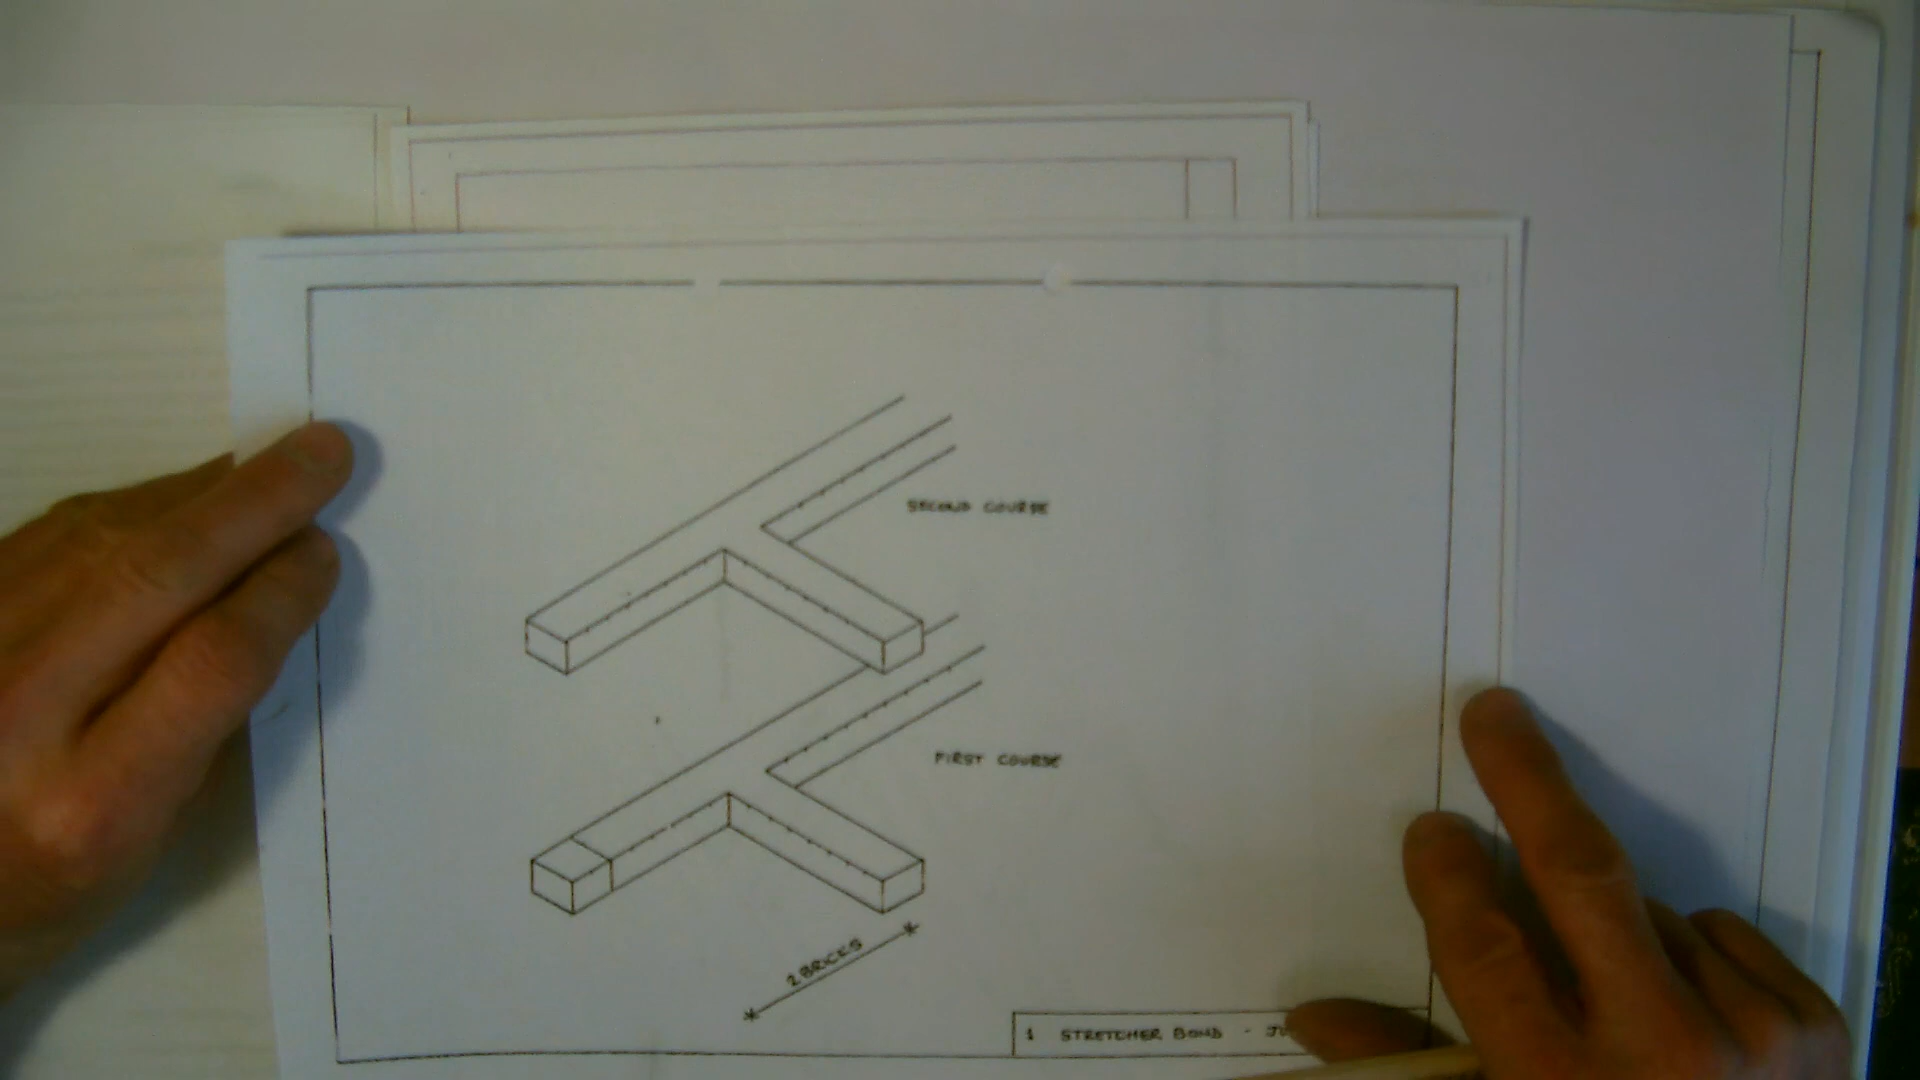 SECOND COURSE
FIRST COURSE
2 BRICKS
1 STRETCHER BOND -